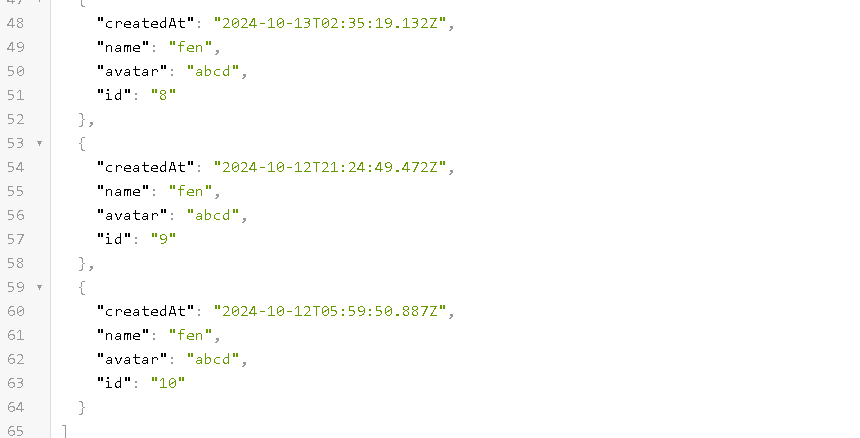 47 {
48 "createdAt": "2024-10-13T02:35:19.132Z",
49 "name": "fen",
50 "avatar": "abcd",
51 "id": "8"
52 },
53 {
54 "createdAt": "2024-10-12T21:24:49.472Z",
55 "name": "fen",
56 "avatar": "abcd",
57 "id": "9"
58 },
59 {
60 "createdAt": "2024-10-12T05:59:50.887Z",
61 "name": "fen",
62 "avatar": "abcd",
63 "id": "10"
64 }
65 ]